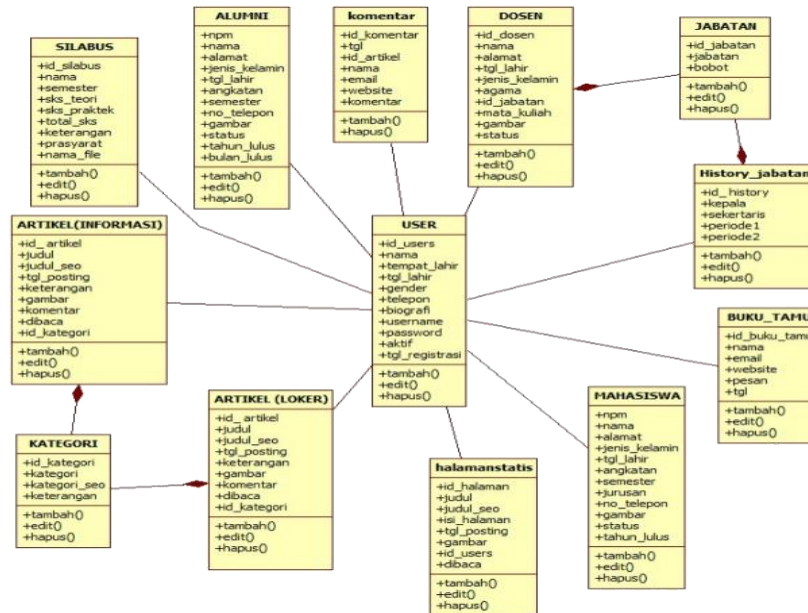 SILABUS
+id_silabus
+nama
+semester
+sks_teori
+sks_praktek
+total_sks
+keterangan
+prasyarat
+nama_file
+tambah()
+edit()
+hapus()
ALUMNI
+npm
+nama
+alamat
+jenis_kelamin
+tgl_lahir
+angkatan
+semester
+no_telepon
+gambar
+status
+tahun_lulus
+bulan_lulus
+tambah()
+edit()
+hapus()
komentar
+id_komentar
+tgl
+id_artikel
+nama
+email
+website
+komentar
+tambah()
+hapus()
DOSEN
+id_dosen
+nama
+alamat
+tgl_lahir
+jenis_kelamin
+agama
+id_jabatan
+mata_kuliah
+gambar
+status
+tambah()
+edit()
+hapus()
JABATAN
+id_jabatan
+jabatan
+bobot
+tambah()
+edit()
+hapus()
History_jabatan
+id_ history
+kepala
+sekertaris
+periode1
+periode2
+tambah()
+edit()
+hapus()
ARTIKEL(INFORMASI)
+id_ artikel
+judul
+judul_seo
+tgl_posting
+keterangan
+gambar
+komentar
+dibaca
+id_kategori
+tambah()
+edit()
+hapus()
USER
+id_users
+nama
+tempat_lahir
+tgl_lahir
+gender
+telepon
+biografi
+username
+password
+aktif
+tgl_registrasi
+tambah()
+edit()
+hapus()
BUKU_TAMU
+id_buku_tamu
+nama
+email
+website
+pesan
+tgl
+tambah()
+edit()
+hapus()
KATEGORI
+id_kategori
+kategori
+kategori_seo
+keterangan
+tambah()
+edit()
+hapus()
ARTIKEL (LOKER)
+id_ artikel
+judul
+judul_seo
+tgl_posting
+keterangan
+gambar
+komentar
+dibaca
+id_kategori
+tambah()
+edit()
+hapus()
halamanstatis
+id_halaman
+judul
+judul_seo
+isi_halaman
+tgl_posting
+gambar
+id_users
+dibaca
+tambah()
+edit()
+hapus()
MAHASISWA
+npm
+nama
+alamat
+jenis_kelamin
+tgl_lahir
+angkatan
+semester
+jurusan
+no_telepon
+gambar
+status
+tahun_lulus
+tambah()
+edit()
+hapus()